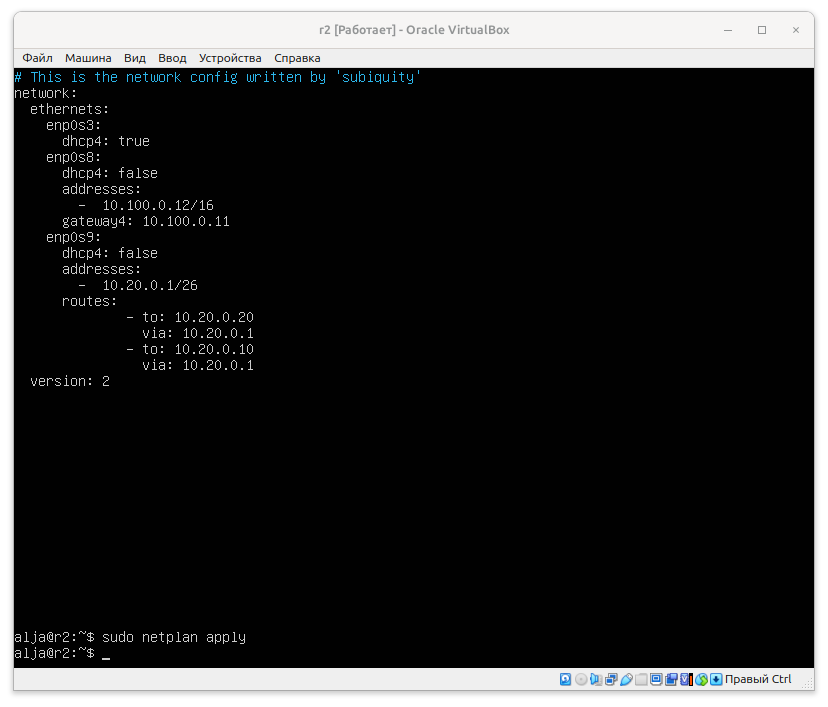 r2 [Работает] - Oracle VirtualBox
Файл Машина Вид Ввод Устройства Справка
# This is the network config written by 'subiquity'
network:
  ethernets:
    enp0s3:
      dhcp4: true
    enp0s8:
      dhcp4: false
      addresses:
        -  10.100.0.12/16
      gateway4: 10.100.0.11
    enp0s9:
      dhcp4: false
      addresses:
        -  10.20.0.1/26
      routes:
              - to: 10.20.0.20
                via: 10.20.0.1
              - to: 10.20.0.10
                via: 10.20.0.1
  version: 2
alja@r2:~$ sudo netplan apply
alja@r2:~$ _
Правый Ctrl